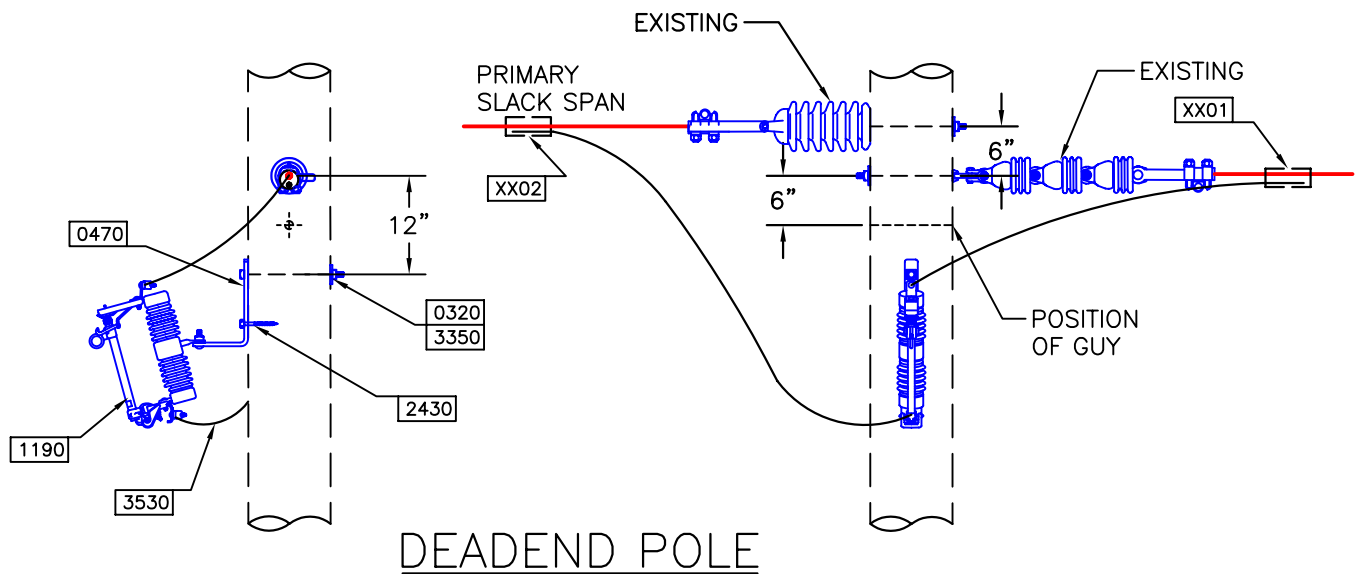 EXISTING
PRIMARY
SLACK SPAN
EXISTING
XX01
XX02
6”
6”
12”
0470
0320
3350
POSITION
OF GUY
2430
1190
3530
DEADEND POLE